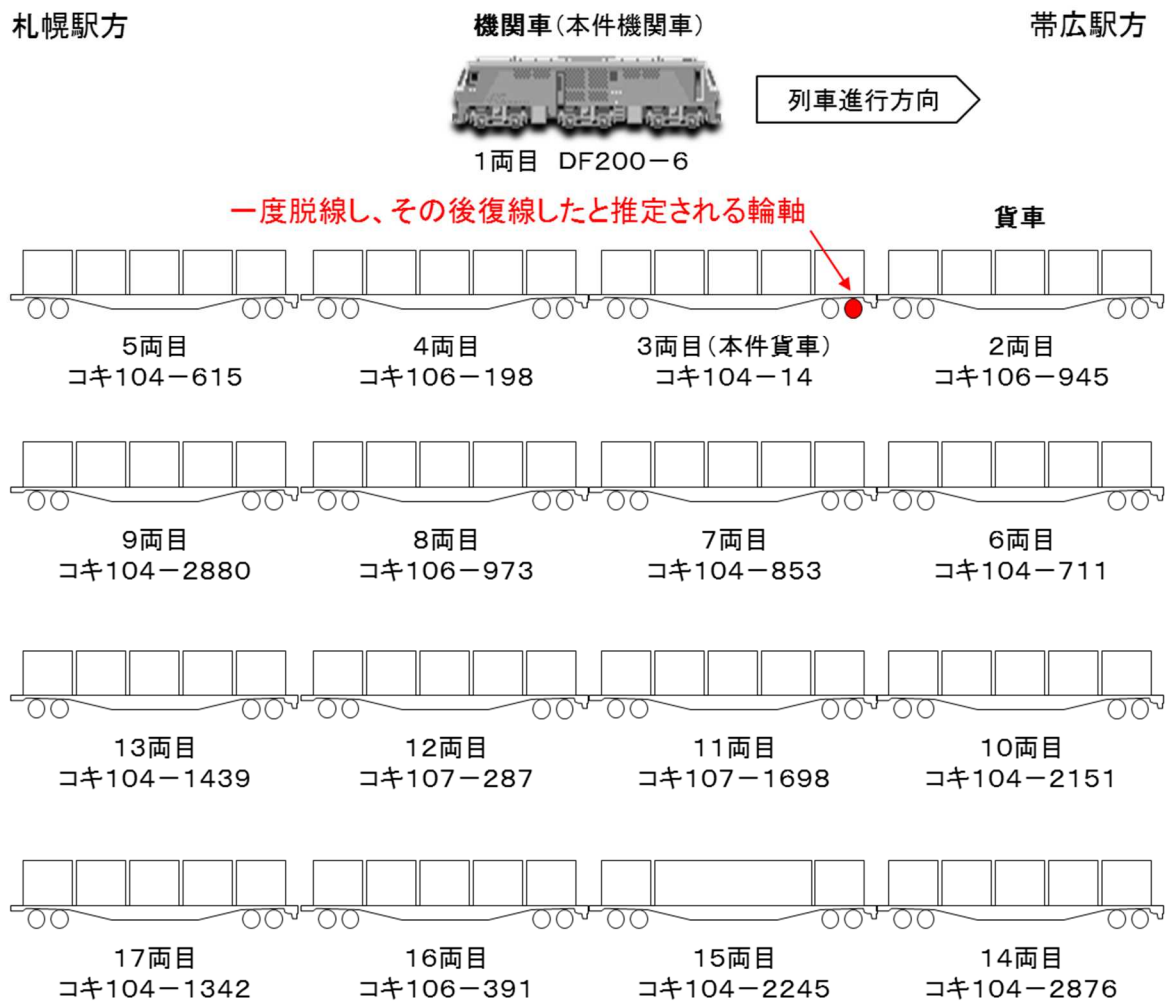 札幌駅方
機関車(本件機関車)
帯広駅方
列車進行方向
1両目 DF200-6
一度脱線し、その後復線したと推定される輪軸
貨車
5両目
コキ104-615
4両目
コキ106-198
3両目(本件貨車)
コキ104-14
2両目
コキ106-945
9両目
コキ104-2880
8両目
コキ106-973
7両目
コキ104-853
6両目
コキ104-711
13両目
コキ104-1439
12両目
コキ107-287
11両目
コキ107-1698
10両目
コキ104-2151
17両目
コキ104-1342
16両目
コキ106-391
15両目
コキ104-2245
14両目
コキ104-2876